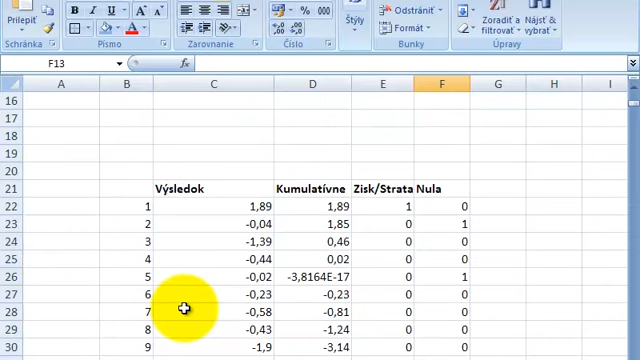 Prilepiť
Odstrániť
Štýly
%
000
Zoradiť a
filtrovať
Nájsť a
vybrať
Schránka
Písmo
Zarovnanie
Číslo
Bunky
Úpravy
F13
fx
A B C D E F G H I
16
17
18
19
20
21 Výsledok Kumulatívne Zisk/Strata Nula
22 1 1,89 1,89 1 0
23 2 -0,04 1,85 0 1
24 3 -1,39 0,46 0 0
25 4 -0,44 0,02 0 0
26 5 -0,02 -3,8164E-17 0 1
27 6 -0,23 -0,23 0 0
28 7 -0,58 -0,81 0 0
29 8 -0,43 -1,24 0 0
30 9 -1,9 -3,14 0 0